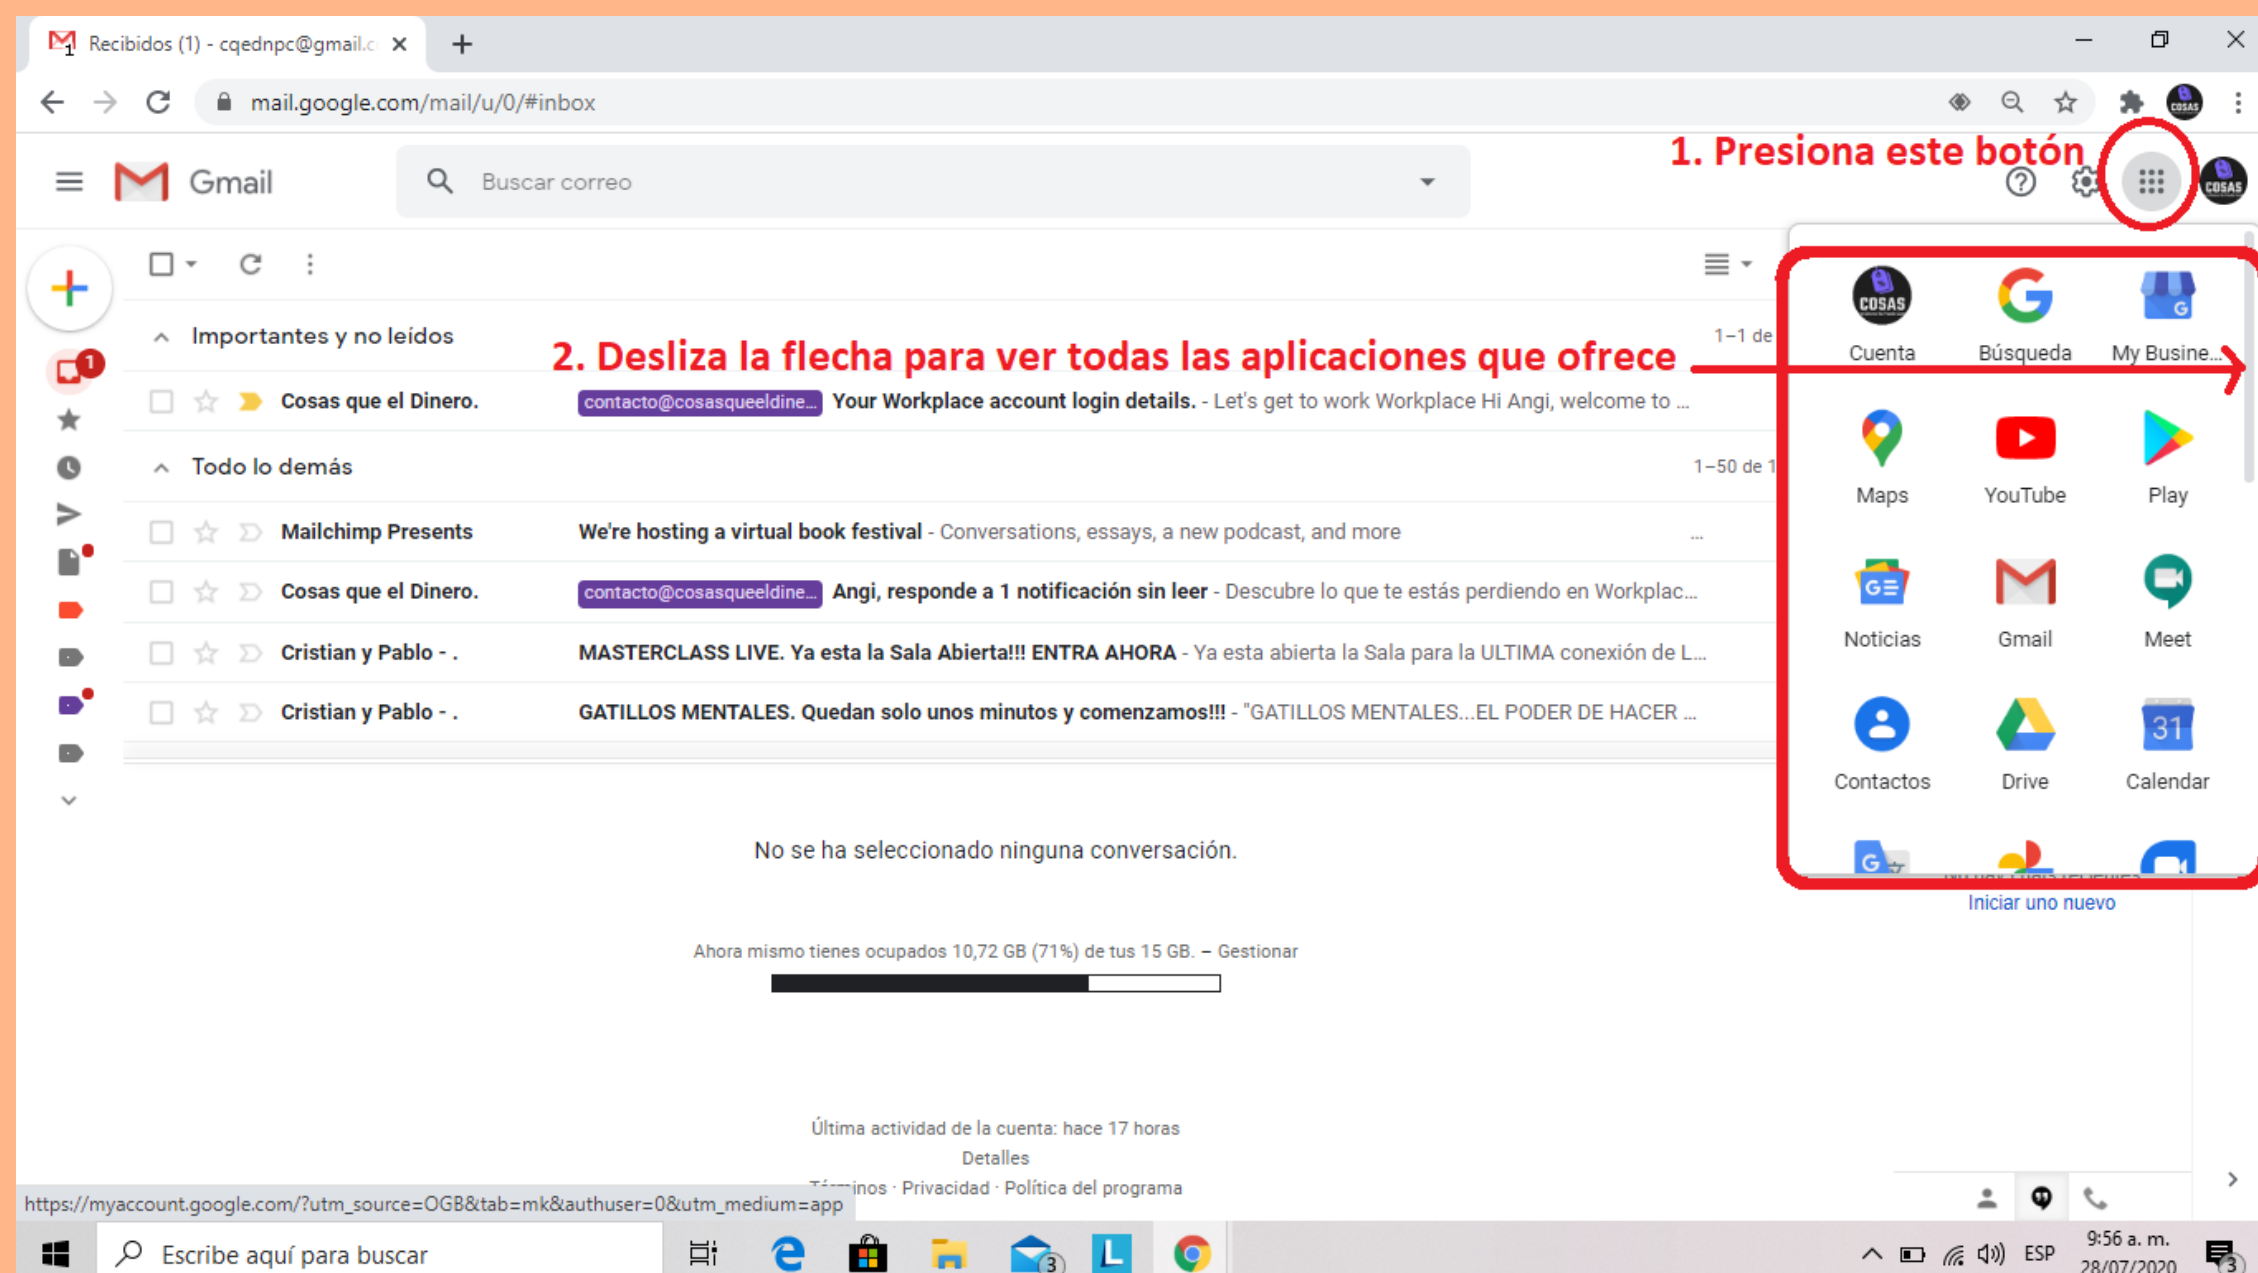 Recibidos (1) - cqednpc@gmail.c
mail.google.com/mail/u/0/#inbox
1. Presiona este botón
Gmail
Buscar correo
COSAS
Importantes y no leídos
1–1 de
2. Desliza la flecha para ver todas las aplicaciones que ofrece
Cosas que el Dinero. contacto@cosasqueeldine... Your Workplace account login details. - Let's get to work Workplace Hi Angi, welcome to ...
Todo lo demás
1–50 de 1
Mailchimp Presents We're hosting a virtual book festival - Conversations, essays, a new podcast, and more ...
Cosas que el Dinero. contacto@cosasqueeldine... Angi, responde a 1 notificación sin leer - Descubre lo que te estás perdiendo en Workplac...
Cristian y Pablo - . MASTERCLASS LIVE. Ya esta la Sala Abierta!!! ENTRA AHORA - Ya esta abierta la Sala para la ULTIMA conexión de L...
Cristian y Pablo - . GATILLOS MENTALES. Quedan solo unos minutos y comenzamos!!! - "GATILLOS MENTALES...EL PODER DE HACER ...
COSAS
Cuenta Búsqueda My Busine...
Maps YouTube Play
Noticias Gmail Meet
31
Contactos Drive Calendar
Iniciar uno nuevo
No se ha seleccionado ninguna conversación.
Ahora mismo tienes ocupados 10,72 GB (71%) de tus 15 GB. – Gestionar
Última actividad de la cuenta: hace 17 horas
Detalles
Términos · Privacidad · Política del programa
https://myaccount.google.com/?utm_source=OGB&tab=mk&authuser=0&utm_medium=app
Escribe aquí para buscar
3
ESP
9:56 a. m.
28/07/2020
3